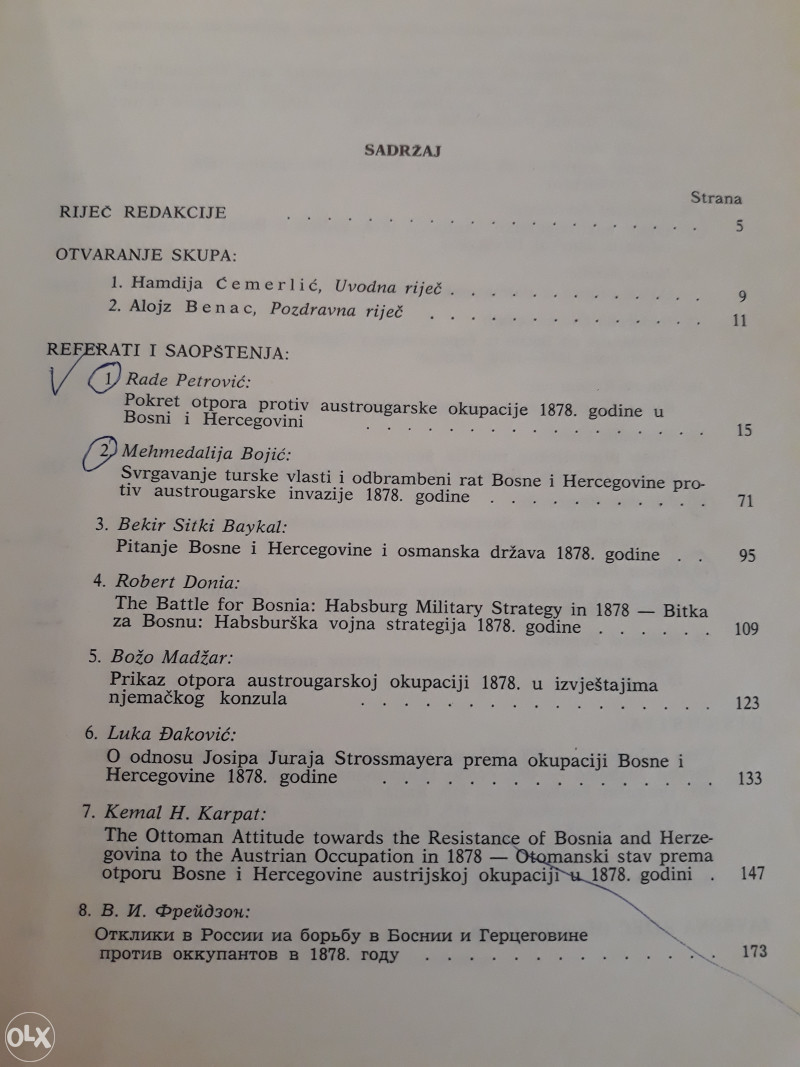 SADRŽAJ
Strana
RIJEČ REDAKCIJE . . . . . . . . . . . . . . . . . . . 5
OTVARANJE SKUPA:
1. Hamdija Ćemerlić, Uvodna riječ . . . . . . . . . . 9
2. Alojz Benac, Pozdravna riječ . . . . . . . . . . . 11
REFERATI I SAOPŠTENJA:
1) Rade Petrović:
Pokret otpora protiv austrougarske okupacije 1878. godine u
Bosni i Hercegovini . . . . . . . . . . . . . 15
2) Mehmedalija Bojić:
Svrgavanje turske vlasti i odbrambeni rat Bosne i Hercegovine pro-
tiv austrougarske invazije 1878. godine . . . . . . . . 71
3. Bekir Sitki Baykal:
Pitanje Bosne i Hercegovine i osmanska država 1878. godine . . 95
4. Robert Donia:
The Battle for Bosnia: Habsburg Military Strategy in 1878 — Bitka
za Bosnu: Habsburška vojna strategija 1878. godine . . . . . 109
5. Božo Madžar:
Prikaz otpora austrougarskoj okupaciji 1878. u izvještajima
njemačkog konzula . . . . . . . . . . . . . 123
6. Luka Đaković:
O odnosu Josipa Juraja Strossmayera prema okupaciji Bosne i
Hercegovine 1878. godine . . . . . . . . . . . . 133
7. Kemal H. Karpat:
The Ottoman Attitude towards the Resistance of Bosnia and Herze-
govina to the Austrian Occupation in 1878 — Otomanski stav prema
otporu Bosne i Hercegovine austrijskoj okupaciji u 1878. godini . 147
8. В. И. Фрейдзон:
Отклики в России иа борьбу в Боснии и Герцеговине
против оккупантов в 1878. году . . . . . . . . . . . 173
OLX